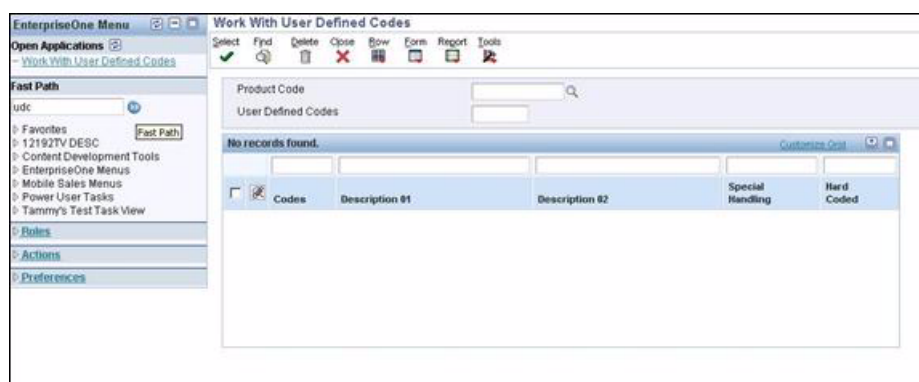 EnterpriseOne Menu
Open Applications
– Work With User Defined Codes
Fast Path
udc
Fast Path
Favorites
12192TV DESC
Content Development Tools
EnterpriseOne Menus
Mobile Sales Menus
Power User Tasks
Tammy's Test Task View
Roles
Actions
Preferences
Work With User Defined Codes
Select Find Delete Close Row Form Report Tools
Product Code
User Defined Codes
No records found. Customize Grid
Codes Description 01 Description 02 Special Handling Hard Coded